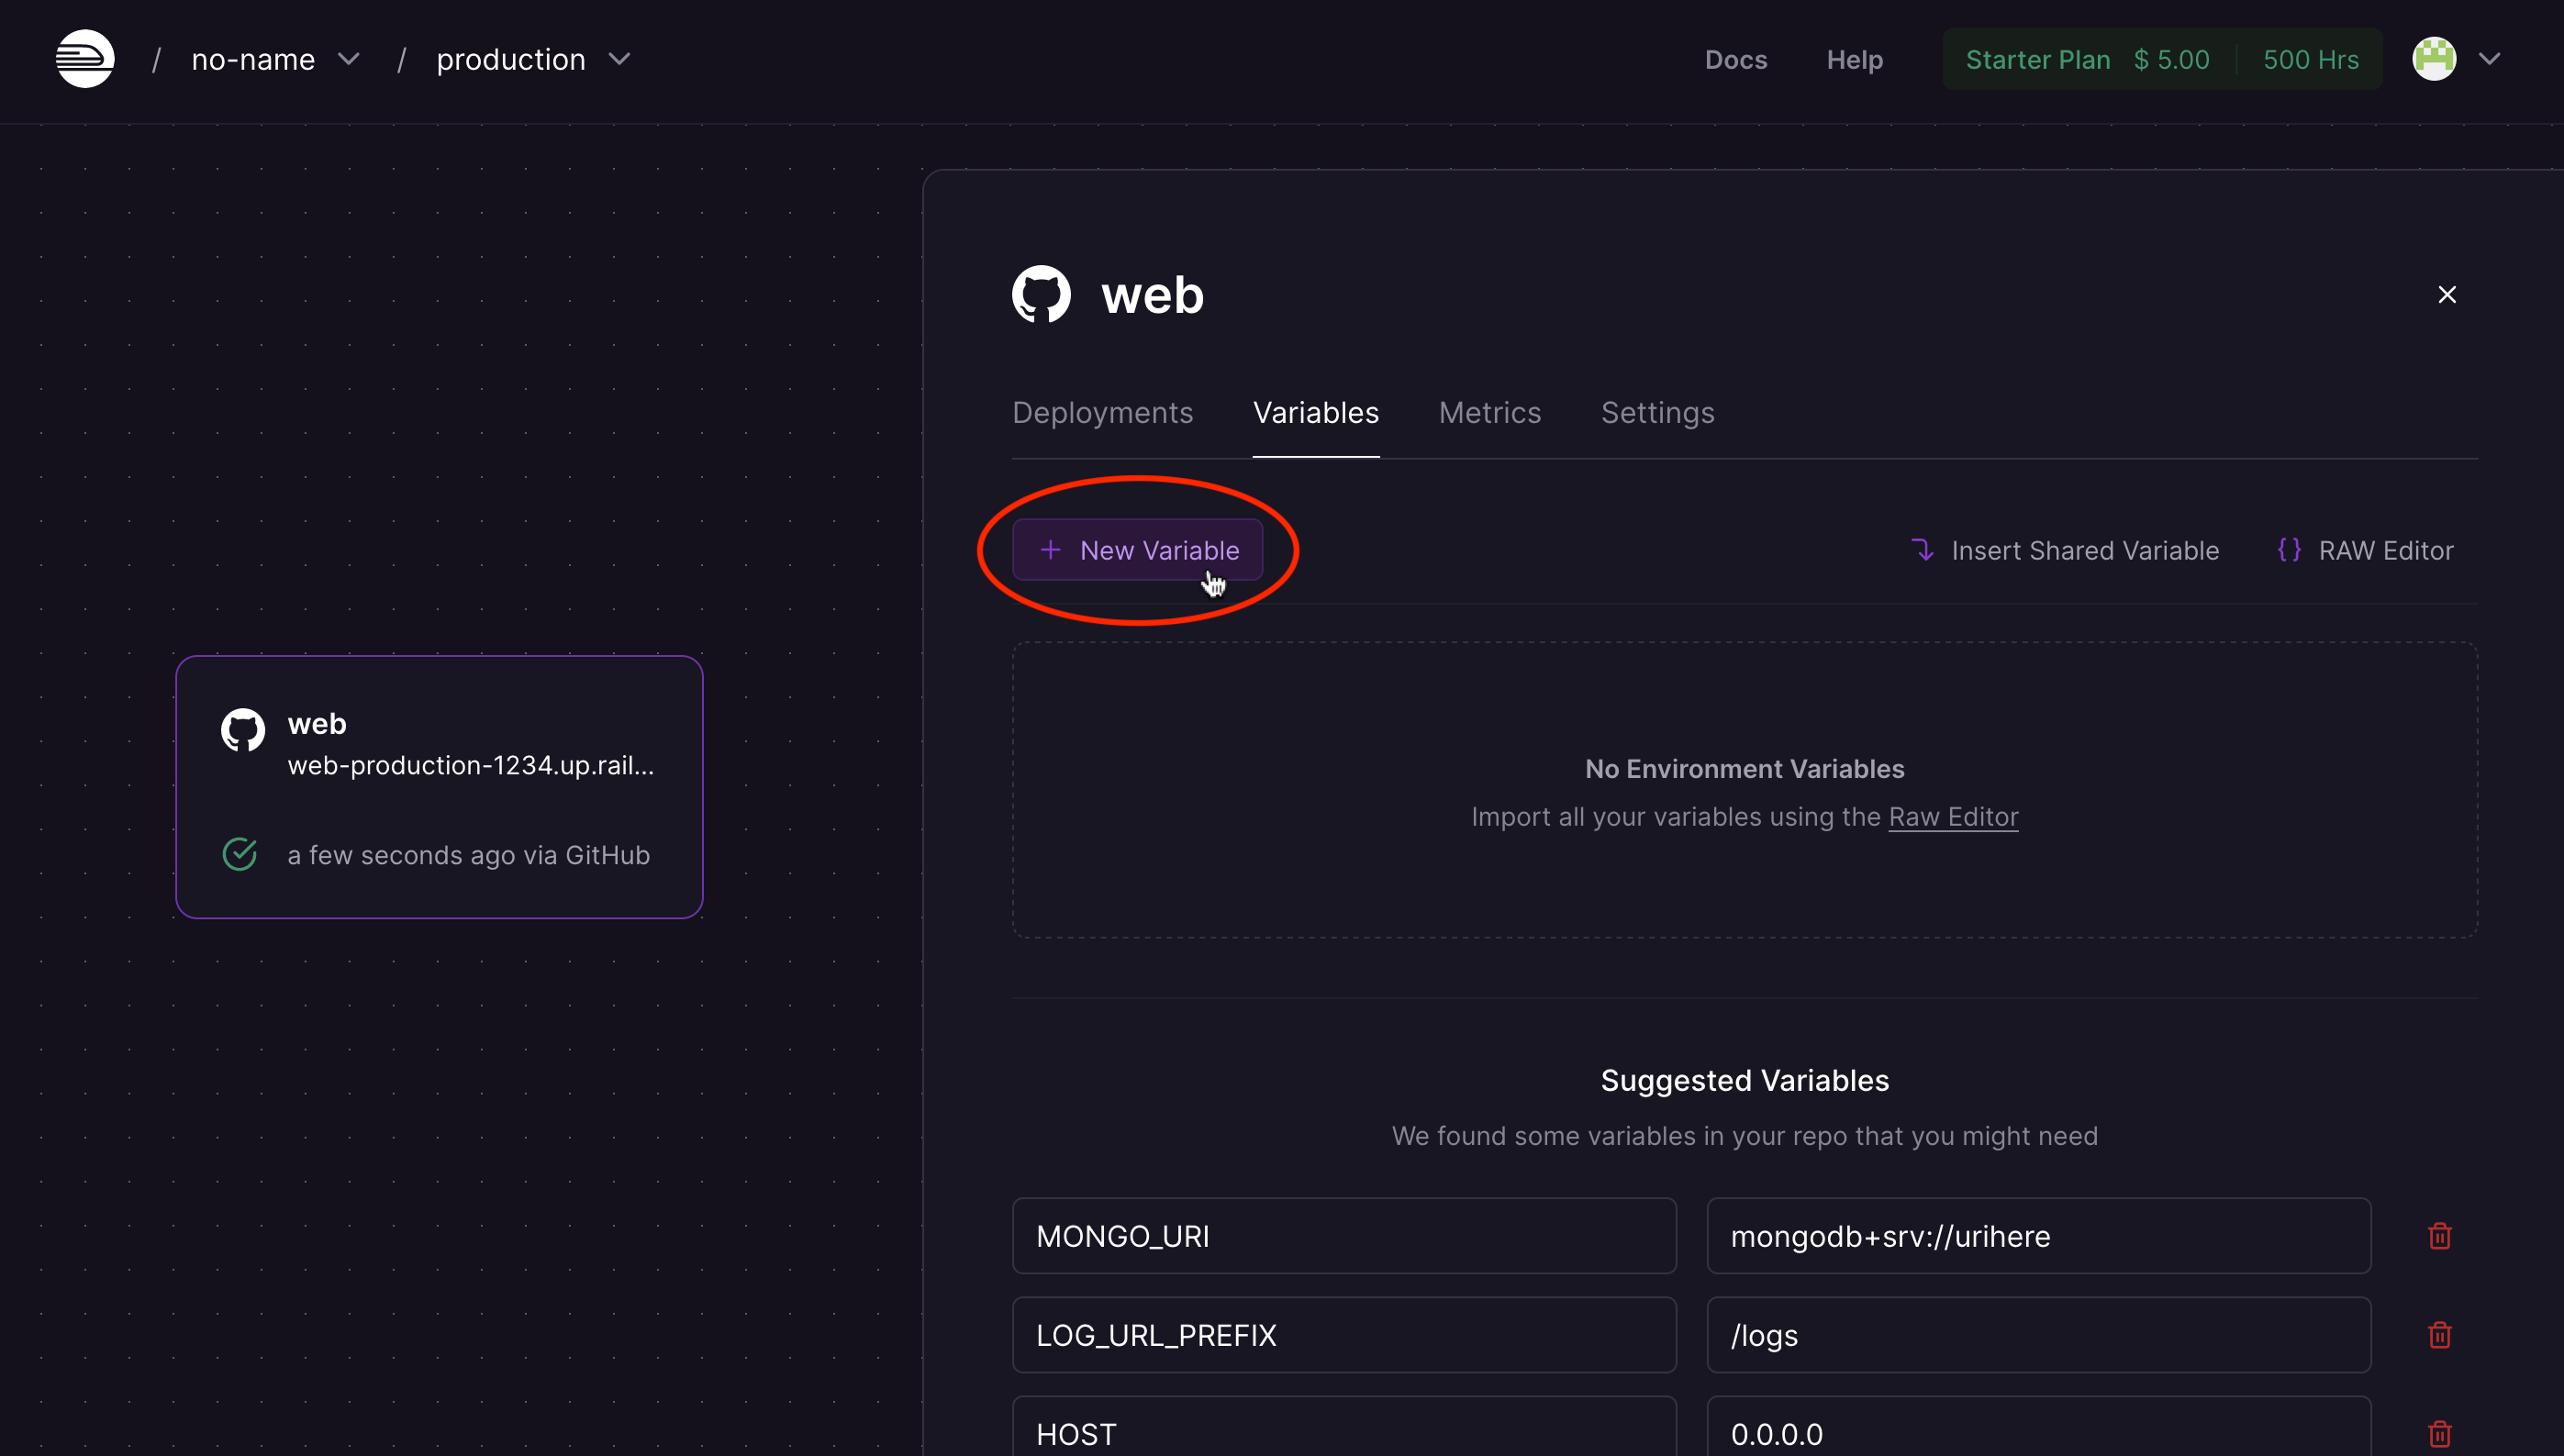 / no-name / production
Docs Help Starter Plan $ 5.00 500 Hrs
web
Deployments Variables Metrics Settings
New Variable
Insert Shared Variable {} RAW Editor
web
web-production-1234.up.rail...
a few seconds ago via GitHub
No Environment Variables
Import all your variables using the Raw Editor
Suggested Variables
We found some variables in your repo that you might need
MONGO_URI mongodb+srv://urihere
LOG_URL_PREFIX /logs
HOST 0.0.0.0